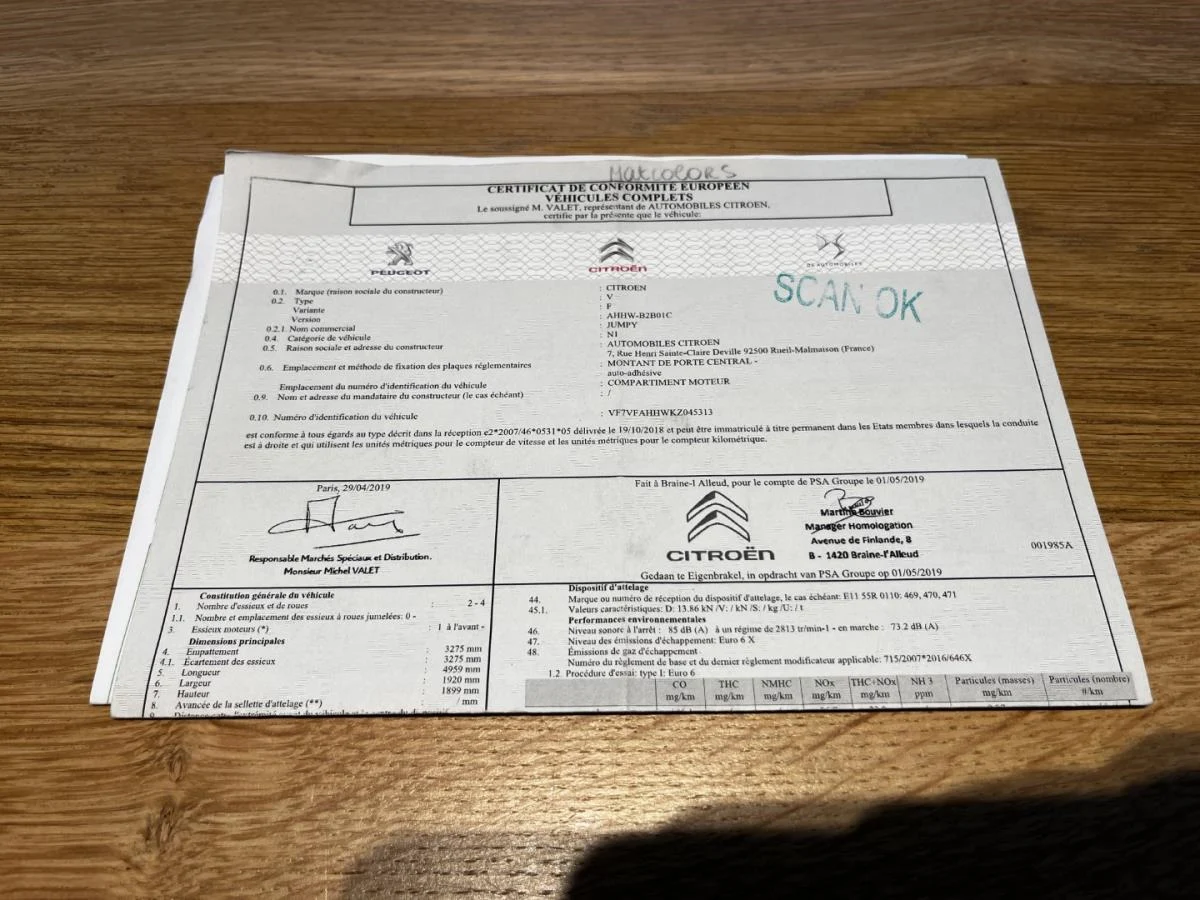 Matcolors
CERTIFICAT DE CONFORMITE EUROPEEN
VEHICULES COMPLETS
Le soussigné M. VALET, représentant de AUTOMOBILES CITROEN,
certifie par la présente que le véhicule:
PEUGEOT
CITROËN
DS AUTOMOBILES
SCAN OK
0.1. Marque (raison sociale du constructeur) : CITROEN
0.2. Type : V
Variante : F
Version : AHHW-B2B01C
0.2.1. Nom commercial : JUMPY
0.4. Catégorie de véhicule : N1
0.5. Raison sociale et adresse du constructeur : AUTOMOBILES CITROEN
7, Rue Henri Sainte-Claire Deville 92500 Rueil-Malmaison (France)
0.6. Emplacement et méthode de fixation des plaques réglementaires : MONTANT DE PORTE CENTRAL -
auto-adhésive
Emplacement du numéro d'identification du véhicule : COMPARTIMENT MOTEUR
0.9. Nom et adresse du mandataire du constructeur (le cas échéant) : /
0.10. Numéro d'identification du véhicule : VF7VFAHHWKZ045313
est conforme à tous égards au type décrit dans la réception e2*2007/46*0531*05 délivrée le 19/10/2018 et peut être immatriculé à titre permanent dans les Etats membres dans lesquels la conduite
est à droite et qui utilisent les unités métriques pour le compteur de vitesse et les unités métriques pour le compteur kilométrique.
Paris, 29/04/2019
Responsable Marchés Spéciaux et Distribution.
Monsieur Michel VALET
Fait à Braine-l Alleud, pour le compte de PSA Groupe le 01/05/2019
CITROËN
Martine Bouvier
Manager Homologation
Avenue de Finlande, 8
B - 1420 Braine-l'Alleud
001985A
Gedaan te Eigenbrakel, in opdracht van PSA Groupe op 01/05/2019
Constitution générale du véhicule
1. Nombre d'essieux et de roues : 2 - 4
1.1. Nombre et emplacement des essieux à roues jumelées: 0 -
3. Essieux moteurs (*) : 1 à l'avant -
Dimensions principales
4. Empattement : 3275 mm
4.1. Ecartement des essieux : 3275 mm
5. Longueur : 4959 mm
6. Largeur : 1920 mm
7. Hauteur : 1899 mm
8. Avancée de la sellette d'attelage (**) : / mm
Dispositif d'attelage
44. Marque ou numéro de réception du dispositif d'attelage, le cas échéant: E11 55R 0110: 469, 470, 471
45.1. Valeurs caractéristiques: D: 13.86 kN /V: / kN /S: / kg /U: / t
Performances environnementales
46. Niveau sonore à l'arrêt : 85 dB (A) à un régime de 2813 tr/min-1 - en marche : 73.2 dB (A)
47. Niveau des émissions d'échappement: Euro 6 X
48. Émissions de gaz d'échappement
Numéro du règlement de base et du dernier règlement modificateur applicable: 715/2007*2016/646X
1.2. Procédure d'essai: type I: Euro 6
CO mg/km THC mg/km NMHC mg/km NOx mg/km THC+NOx mg/km NH 3 ppm Particules (masses) mg/km Particules (nombre) #/km